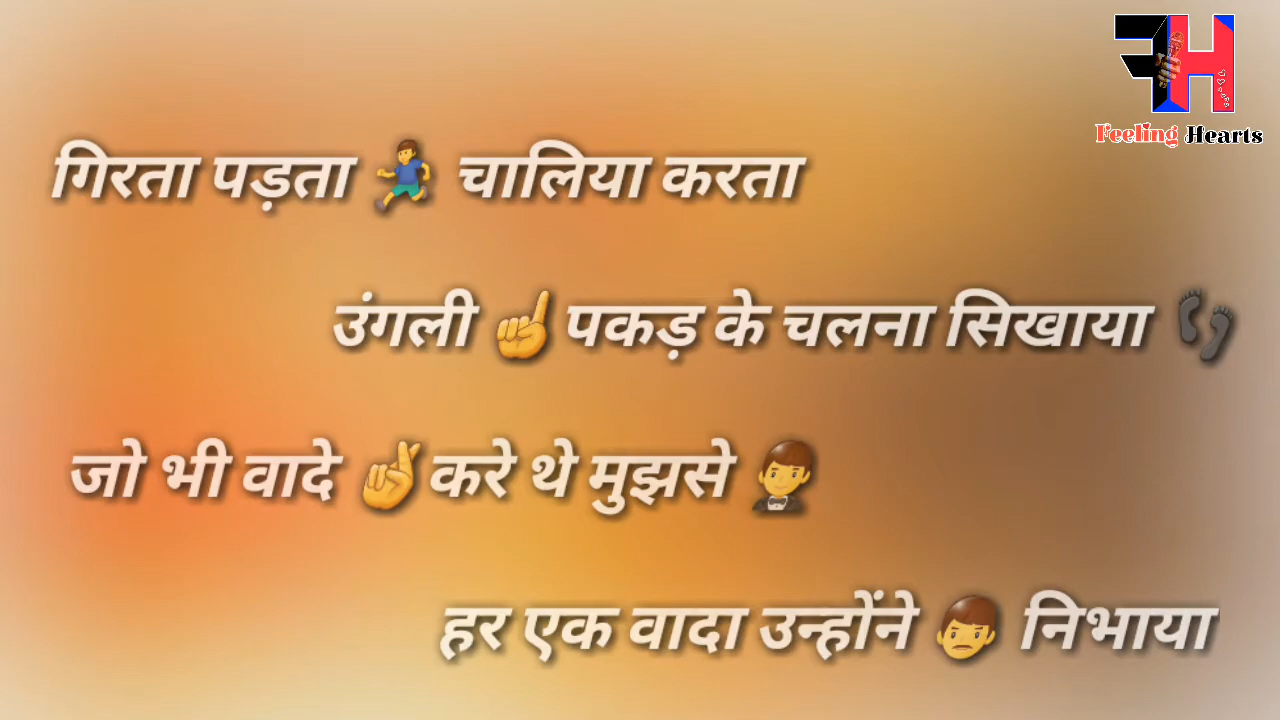 Feeling Hearts
गिरता पड़ता 🏃‍♂️ चालिया करता
उंगली ☝️ पकड़ के चलना सिखाया 👣
जो भी वादे 🤞 करे थे मुझसे 🤵
हर एक वादा उन्होंने 👨 निभाया